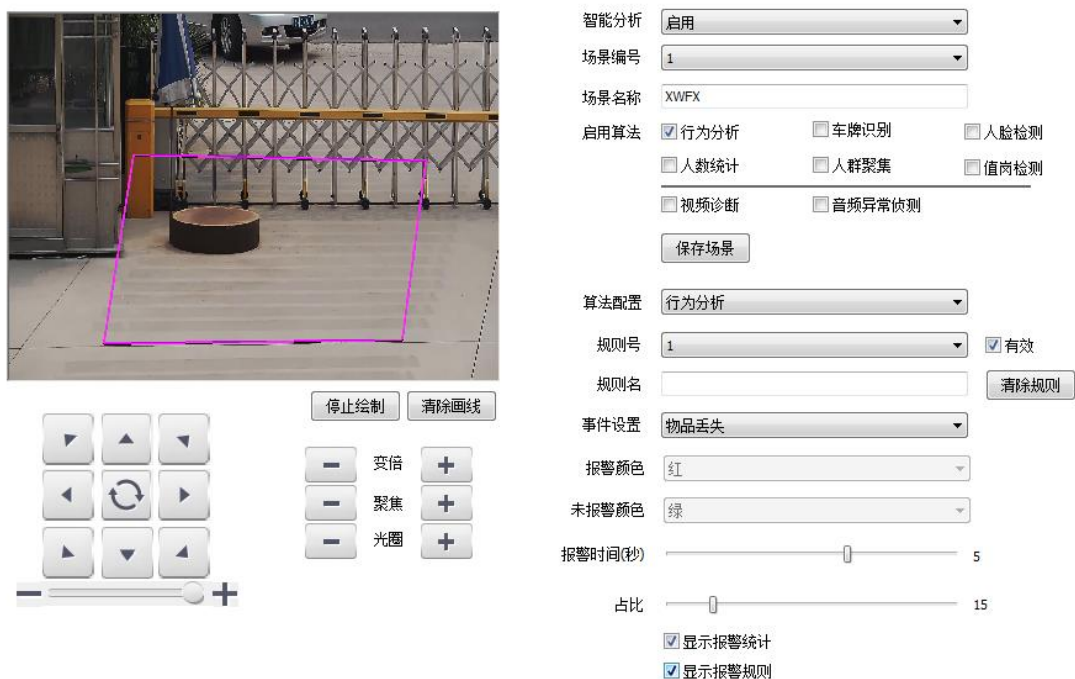 智能分析 启用
场景编号 1
场景名称 XWFX
启用算法 行为分析 车牌识别 人脸检测
人数统计 人群聚集 值岗检测
视频诊断 音频异常侦测
保存场景
算法配置 行为分析
规则号 1 有效
规则名 清除规则
事件设置 物品丢失
报警颜色 红
未报警颜色 绿
报警时间(秒) 5
占比 15
显示报警统计
显示报警规则
停止绘制 清除画线
变倍
聚焦
光圈